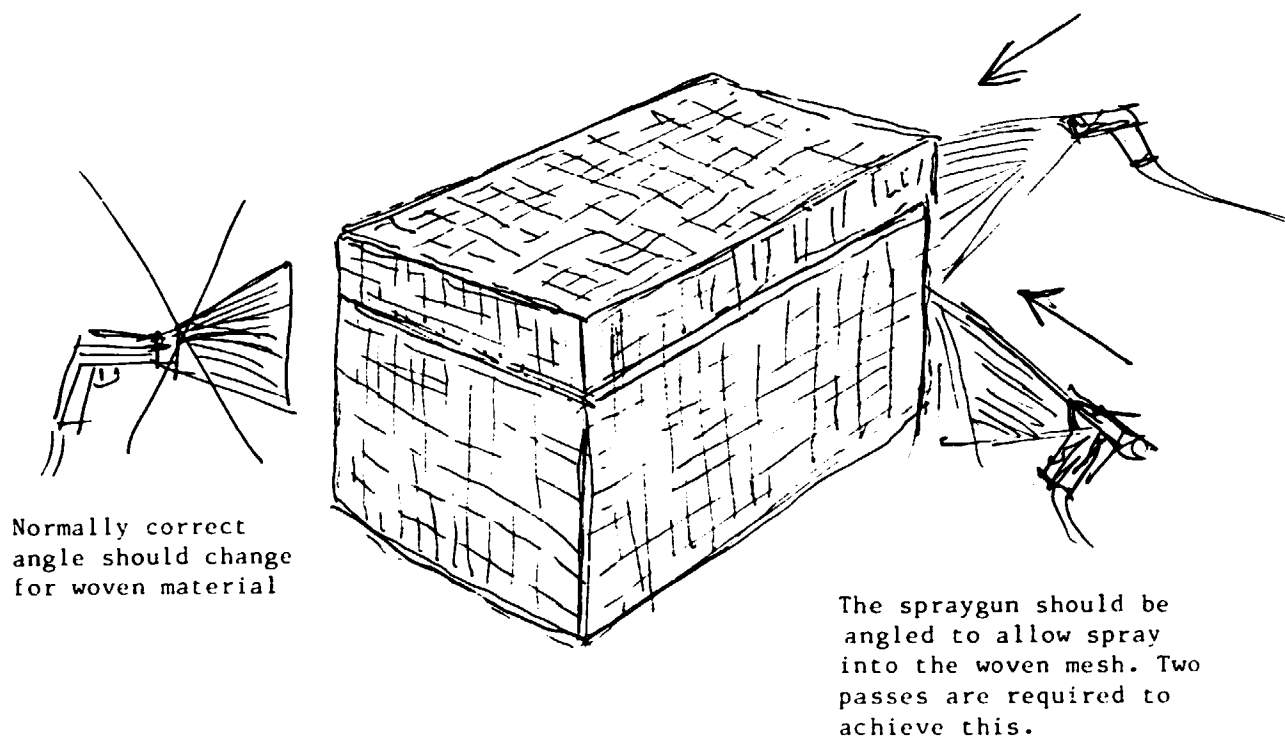 Normally correct
angle should change
for woven material
The spraygun should be
angled to allow spray
into the woven mesh. Two
passes are required to
achieve this.